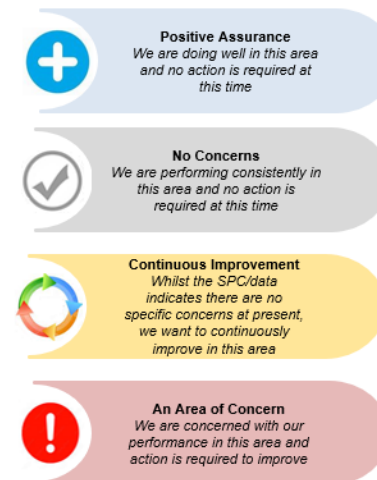 Positive Assurance
We are doing well in this area
and no action is required at
this time
No Concerns
We are performing consistently in
this area and no action is
required at this time
Continuous Improvement
Whilst the SPC/data
indicates there are no
specific concerns at present,
we want to continuously
improve in this area
An Area of Concern
We are concerned with our
performance in this area and
action is required to improve